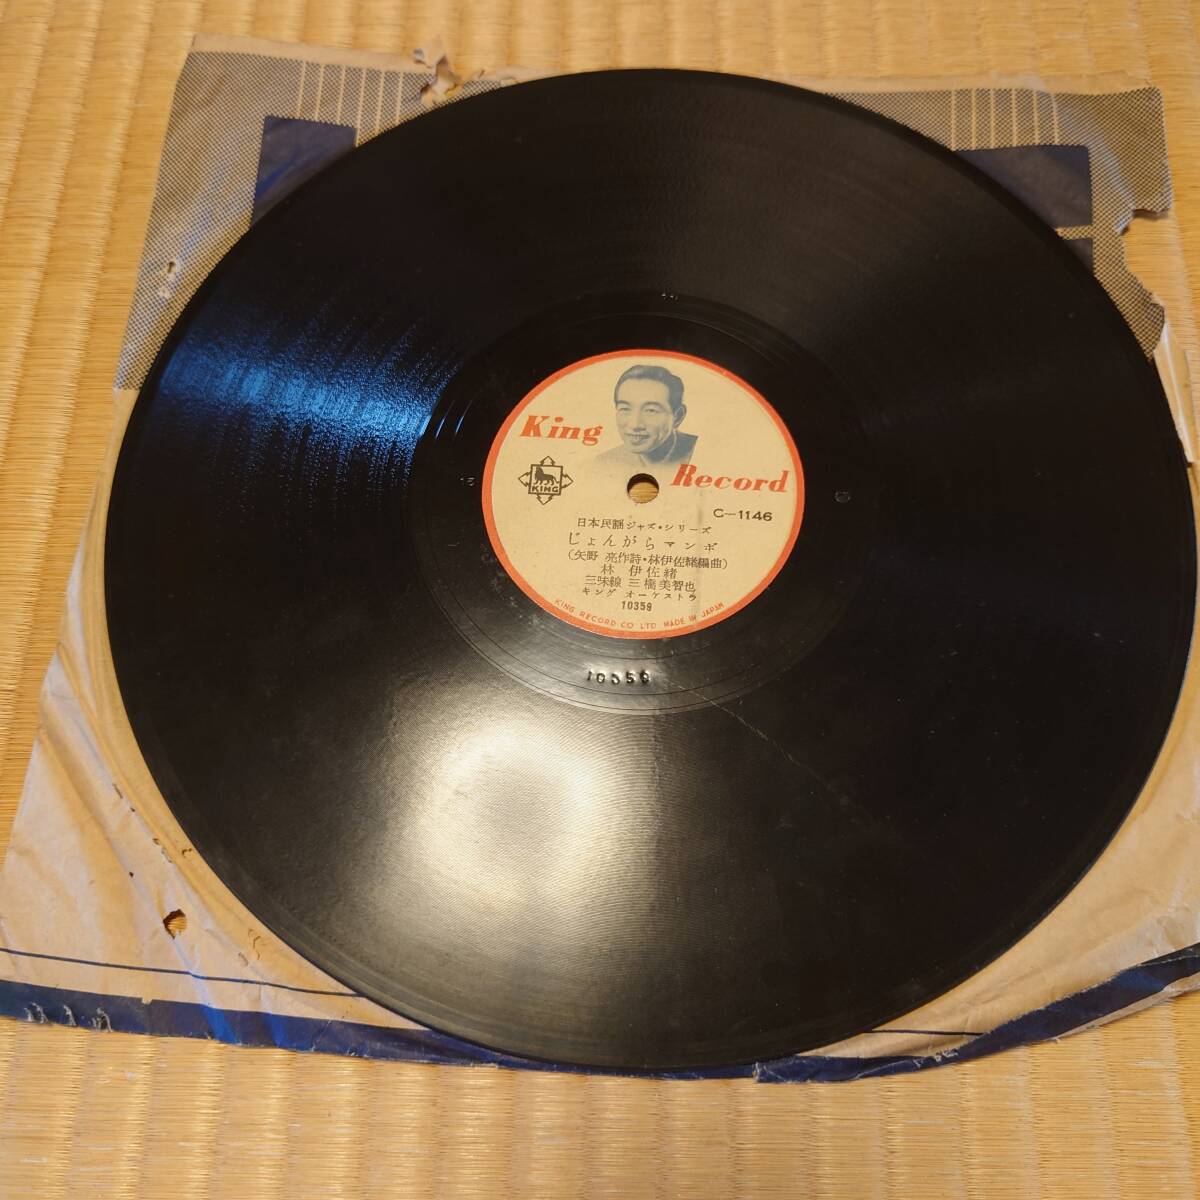 King
Record
KING
C-1146
日本民謡ジャズ・シリーズ
じょんがらマンボ
(矢野 亮作詩・林伊佐緒編曲)
林 伊佐緒
三味線 三橋美智也
キング オーケストラ
10359
KING RECORD CO LTD MADE IN JAPAN
10359